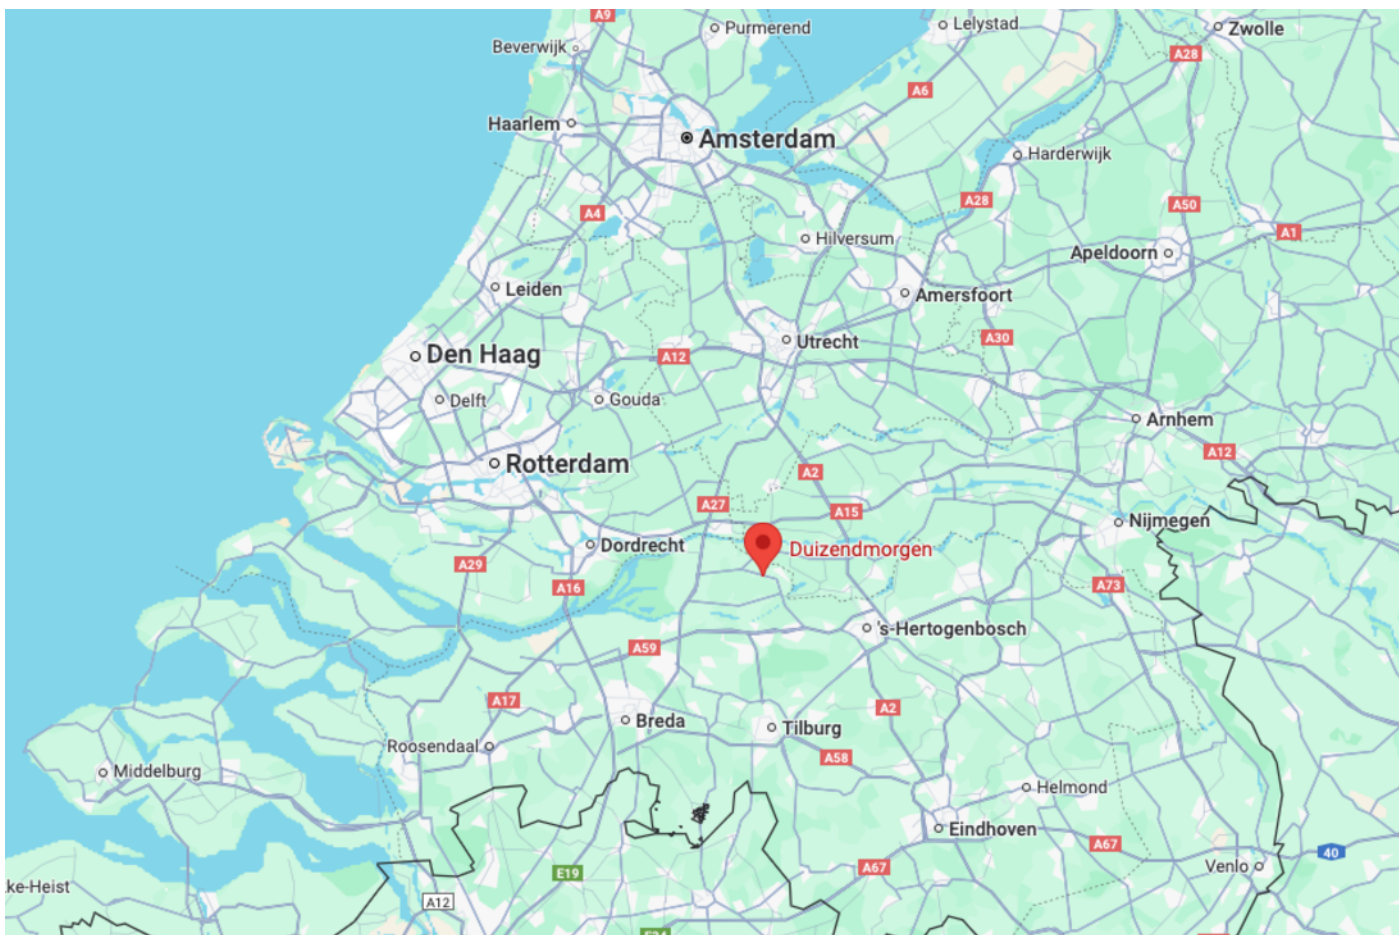 A9
Purmerend
Lelystad
Zwolle
Beverwijk
A28
A6
Haarlem
Amsterdam
Harderwijk
A28
A50
A4
A1
Hilversum
Apeldoorn
Leiden
Amersfoort
A30
Utrecht
Den Haag
A12
Delft
Gouda
Arnhem
A12
Rotterdam
A2
A27
A15
Nijmegen
Dordrecht
Duizendmorgen
A29
A16
A73
's-Hertogenbosch
A59
A17
A2
Breda
Tilburg
Roosendaal
A58
Middelburg
Helmond
Eindhoven
A67
40
A67
Venlo
E19
ke-Heist
A12